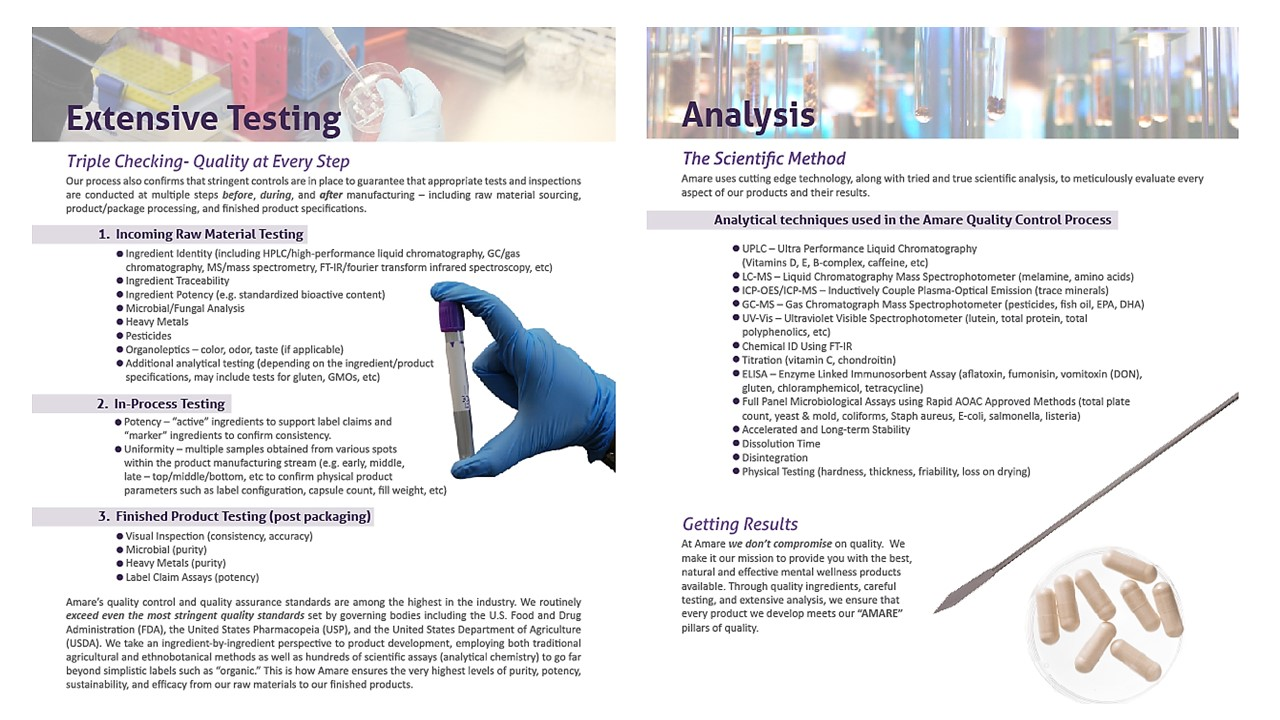 Extensive Testing
Triple Checking- Quality at Every Step
Our process also confirms that stringent controls are in place to guarantee that appropriate tests and inspections
are conducted at multiple steps before, during, and after manufacturing – including raw material sourcing,
product/package processing, and finished product specifications.
1. Incoming Raw Material Testing
● Ingredient Identity (including HPLC/high-performance liquid chromatography, GC/gas
chromatography, MS/mass spectrometry, FT-IR/fourier transform infrared spectroscopy, etc)
● Ingredient Traceability
● Ingredient Potency (e.g. standardized bioactive content)
● Microbial/Fungal Analysis
● Heavy Metals
● Pesticides
● Organoleptics – color, odor, taste (if applicable)
● Additional analytical testing (depending on the ingredient/product
specifications, may include tests for gluten, GMOs, etc)
2. In-Process Testing
● Potency – “active” ingredients to support label claims and
“marker” ingredients to confirm consistency.
● Uniformity – multiple samples obtained from various spots
within the product manufacturing stream (e.g. early, middle,
late – top/middle/bottom, etc to confirm physical product
parameters such as label configuration, capsule count, fill weight, etc)
3. Finished Product Testing (post packaging)
● Visual Inspection (consistency, accuracy)
● Microbial (purity)
● Heavy Metals (purity)
● Label Claim Assays (potency)
Amare’s quality control and quality assurance standards are among the highest in the industry. We routinely
exceed even the most stringent quality standards set by governing bodies including the U.S. Food and Drug
Administration (FDA), the United States Pharmacopeia (USP), and the United States Department of Agriculture
(USDA). We take an ingredient-by-ingredient perspective to product development, employing both traditional
agricultural and ethnobotanical methods as well as hundreds of scientific assays (analytical chemistry) to go far
beyond simplistic labels such as “organic.” This is how Amare ensures the very highest levels of purity, potency,
sustainability, and efficacy from our raw materials to our finished products.
Analysis
The Scientific Method
Amare uses cutting edge technology, along with tried and true scientific analysis, to meticulously evaluate every
aspect of our products and their results.
Analytical techniques used in the Amare Quality Control Process
● UPLC – Ultra Performance Liquid Chromatography
(Vitamins D, E, B-complex, caffeine, etc)
● LC-MS – Liquid Chromatography Mass Spectrophotometer (melamine, amino acids)
● ICP-OES/ICP-MS – Inductively Couple Plasma-Optical Emission (trace minerals)
● GC-MS – Gas Chromatograph Mass Spectrophotometer (pesticides, fish oil, EPA, DHA)
● UV-Vis – Ultraviolet Visible Spectrophotometer (lutein, total protein, total
polyphenolics, etc)
● Chemical ID Using FT-IR
● Titration (vitamin C, chondroitin)
● ELISA – Enzyme Linked Immunosorbent Assay (aflatoxin, fumonisin, vomitoxin (DON),
gluten, chloramphemicol, tetracycline)
● Full Panel Microbiological Assays using Rapid AOAC Approved Methods (total plate
count, yeast & mold, coliforms, Staph aureus, E-coli, salmonella, listeria)
● Accelerated and Long-term Stability
● Dissolution Time
● Disintegration
● Physical Testing (hardness, thickness, friability, loss on drying)
Getting Results
At Amare we don’t compromise on quality. We
make it our mission to provide you with the best,
natural and effective mental wellness products
available. Through quality ingredients, careful
testing, and extensive analysis, we ensure that
every product we develop meets our “AMARE”
pillars of quality.